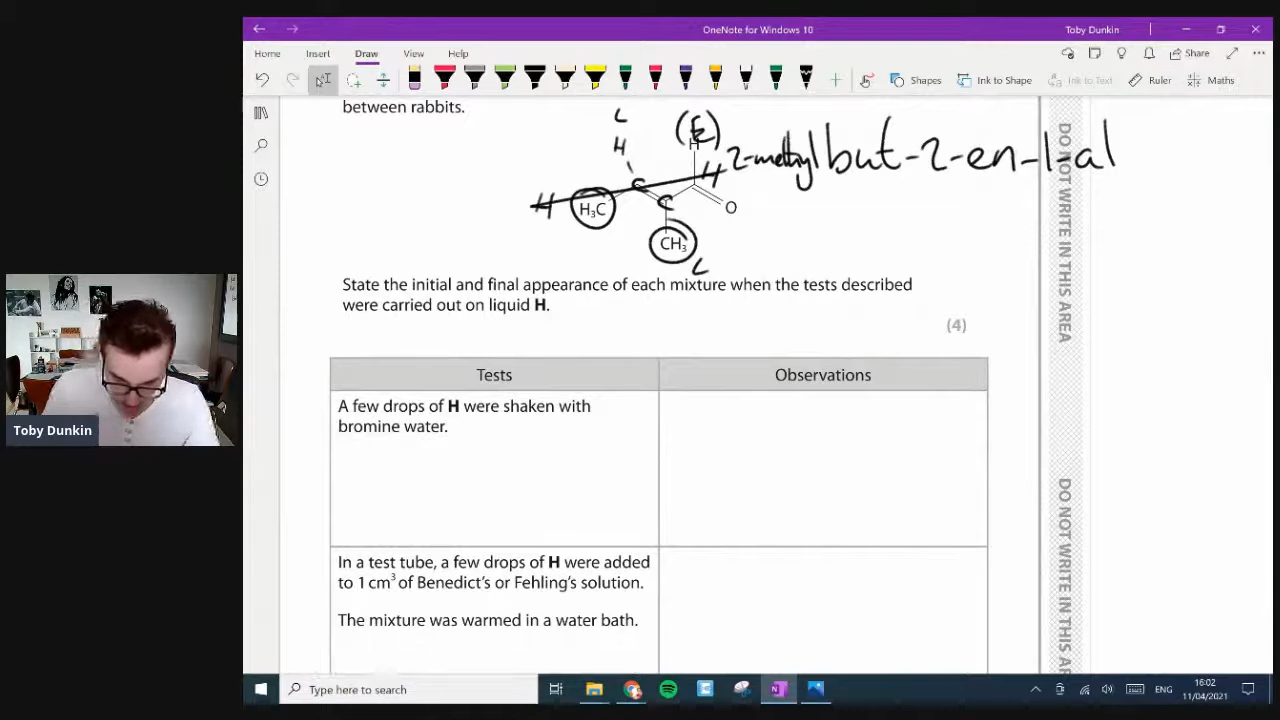 OneNote for Windows 10
Toby Dunkin
Home Insert Draw View Help
Share
Shapes Ink to Shape Ink to Text Ruler Maths
between rabbits.
L
H
(E)
H
2-methylbut-2-en-1-al
H C H
H H₃C C O
CH₃
L
State the initial and final appearance of each mixture when the tests described
were carried out on liquid H.
(4)
Tests Observations
A few drops of H were shaken with
bromine water.
In a test tube, a few drops of H were added
to 1 cm³ of Benedict's or Fehling's solution.
The mixture was warmed in a water bath.
DO NOT WRITE IN THIS AREA
DO NOT WRITE IN THIS AREA
Toby Dunkin
Type here to search
ENG
16:02
11/04/2021